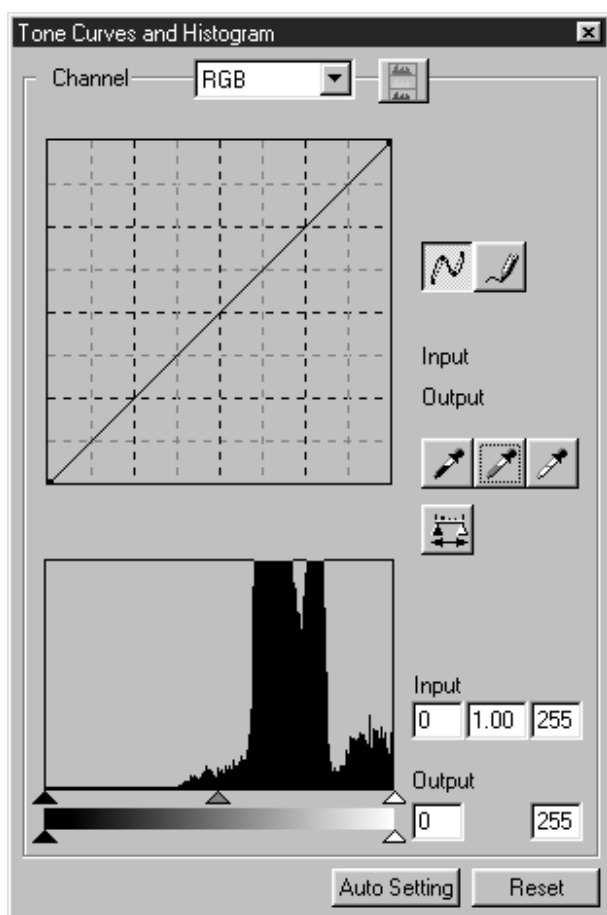 Tone Curves and Histogram
Channel RGB
Input
Output
Input
0 1.00 255
Output
0 255
Auto Setting Reset